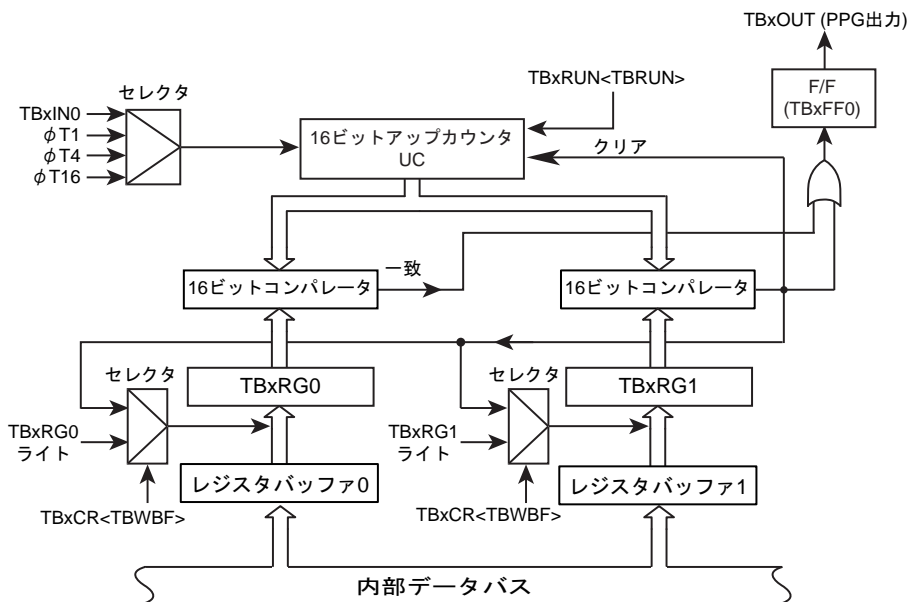 TBxOUT (PPG出力)
F/F
(TBxFF0)
TBxRUN<TBRUN>
セレクタ
TBxIN0
φT1
φT4
φT16
16ビットアップカウンタ
UC
クリア
16ビットコンパレータ
一致
16ビットコンパレータ
セレクタ
TBxRG0
セレクタ
TBxRG1
TBxRG0
ライト
TBxRG1
ライト
レジスタバッファ0
レジスタバッファ1
TBxCR<TBWBF>
TBxCR<TBWBF>
内部データバス